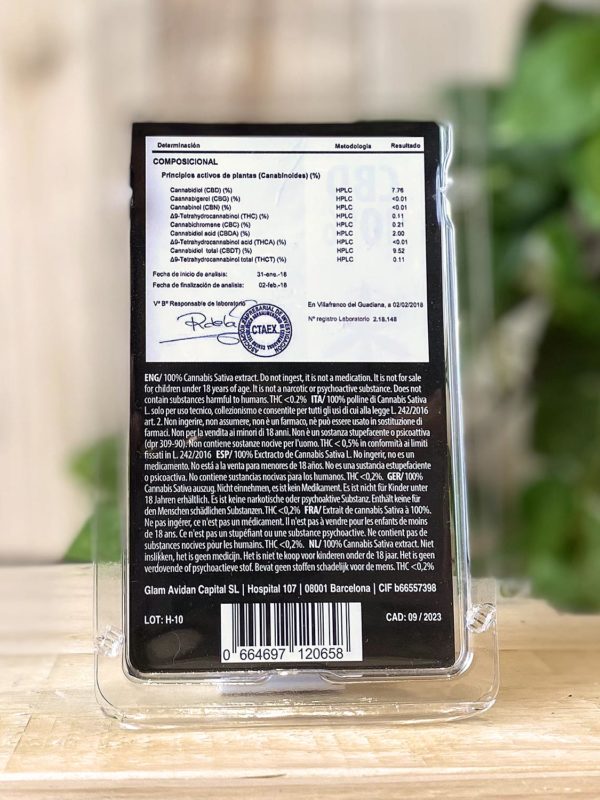 Determinación Metodología Resultado
COMPOSICIONAL
Principios activos de plantas (Canabinoides) (%)
Cannabidiol (CBD) (%) HPLC 7.76
Caannabigerol (CBG) (%) HPLC <0.01
Cannabinol (CBN) (%) HPLC <0.01
Δ9-Tetrahydrocannabinol (THC) (%) HPLC 0.11
Cannabichromene (CBC) (%) HPLC 0.21
Cannabidiol acid (CBDA) (%) HPLC 2.00
Δ9-Tetrahydrocannabinol acid (THCA) (%) HPLC <0.01
Cannabidiol total (CBDT) (%) HPLC 9.52
Δ9-Tetrahydrocannabinol total (THCT) (%) HPLC 0.11
Fecha de inicio de analisis: 31-ene.-18
Fecha de finalización de analisis: 02-feb.-18
Vº Bº Responsable de laboratorio En Villafranco del Guadiana, a 02/02/2018
Nº registro Laboratorio 2.18.148
CTAEX
ENG/ 100% Cannabis Sativa extract. Do not ingest, it is not a medication. It is not for sale
for children under 18 years of age. It is not a narcotic or psychoactive substance. Does not
contain substances harmful to humans. THC <0.2% ITA/ 100% polline di Cannabis Sativa
L. solo per uso tecnico, collezionismo e consentite per tutti gli usi di cui alla legge L. 242/2016
art. 2. Non ingerire, non assumere, non è un farmaco, nè può essere usato in sostituzione di
farmaci. Non per la vendita ai minori di 18 anni. Non è un sostanza stupefacente o psicoattiva
(dpr 309-90). Non contiene sostanze nocive per l'uomo. THC < 0,5% in conformità ai limiti
fissati in L. 242/2016 ESP/ 100% Exctracto de Cannabis Sativa L. No ingerir, no es un
medicamento. No está a la venta para menores de 18 años. No es una sustancia estupefaciente
o psicoactiva. No contiene sustancias nocivas para los humanos. THC <0,2%. GER/ 100%
Cannabis Sativa auszug. Nicht einnehmen, es ist kein Medikament. Es ist nicht für Kinder unter
18 Jahren erhältlich. Es ist keine narkotische oder psychoaktive Substanz. Enthält keine für
den Menschen schädlichen Substanzen. THC <0,2% FRA/ Extrait de cannabis Sativa à 100%.
Ne pas ingérer, ce n'est pas un médicament. Il n'est pas à vendre pour les enfants de moins
de 18 ans. Ce n'est pas un stupéfiant ou une substance psychoactive. Ne contient pas de
substances nocives pour les humains. THC <0,2%. NL/ 100% Cannabis Sativa extract. Niet
inslikken, het is geen medicijn. Het is niet te koop voor kinderen onder de 18 jaar. Het is geen
verdovende of psychoactieve stof. Bevat geen stoffen schadelijk voor de mens. THC <0,2%
Glam Avidan Capital SL | Hospital 107 | 08001 Barcelona | CIF b66557398
LOT: H-10 CAD: 09 / 2023
0 664697 120658